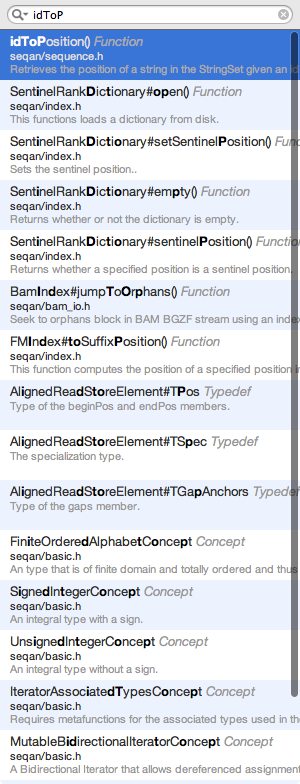 idToP
idToPosition() Function
seqan/sequence.h
Retrieves the position of a string in the StringSet given an id
SentinelRankDictionary#open() Function
seqan/index.h
This functions loads a dictionary from disk.
SentinelRankDictionary#setSentinelPosition() Function
seqan/index.h
Sets the sentinel position..
SentinelRankDictionary#empty() Function
seqan/index.h
Returns whether or not the dictionary is empty.
SentinelRankDictionary#sentinelPosition() Function
seqan/index.h
Returns whether a specified position is a sentinel position.
BamIndex#jumpToOrphans() Function
seqan/bam_io.h
Seek to orphans block in BAM BGZF stream using an index
FMIndex#toSuffixPosition() Function
seqan/index.h
This function computes the position of a specified position in
AlignedReadStoreElement#TPos Typedef
Type of the beginPos and endPos members.
AlignedReadStoreElement#TSpec Typedef
The specialization type.
AlignedReadStoreElement#TGapAnchors Typedef
Type of the gaps member.
FiniteOrderedAlphabetConcept Concept
seqan/basic.h
An type that is of finite domain and totally ordered and thus
SignedIntegerConcept Concept
seqan/basic.h
An integral type with a sign.
UnsignedIntegerConcept Concept
seqan/basic.h
An integral type without a sign.
IteratorAssociatedTypesConcept Concept
seqan/basic.h
Requires metafunctions for the associated types used in the
MutableBidirectionalIteratorConcept Concept
seqan/basic.h
A Bidirectional Iterator that allows dereferenced assignment